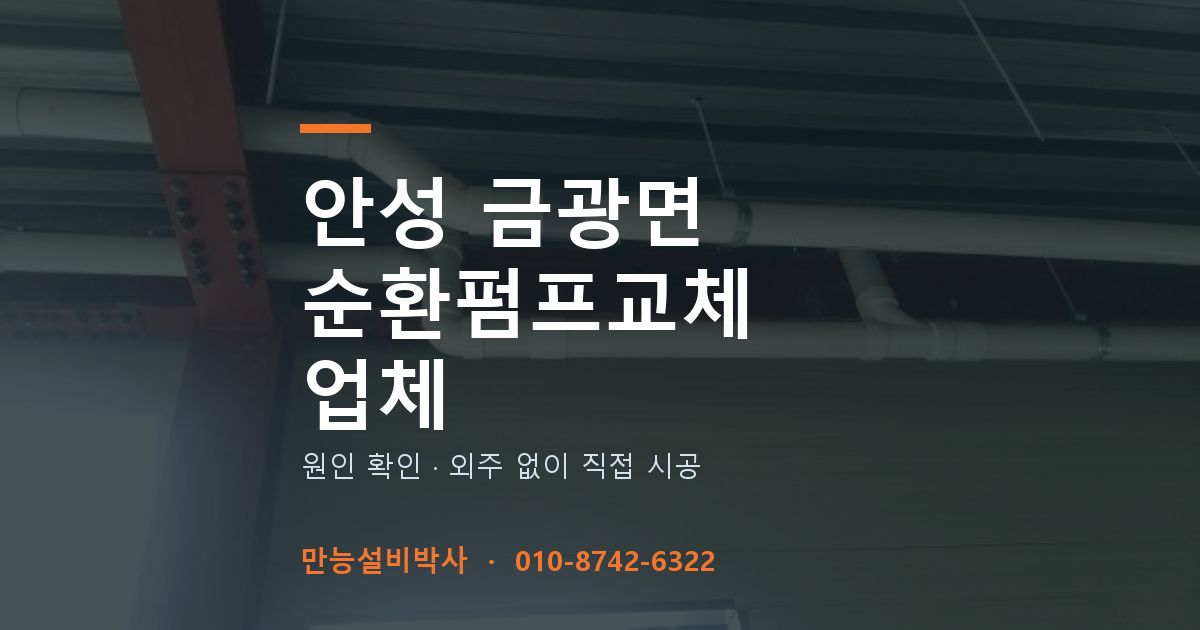 안성 금광면
순환펌프교체
업체
원인 확인 · 외주 없이 직접 시공
만능설비박사 · 010-8742-6322